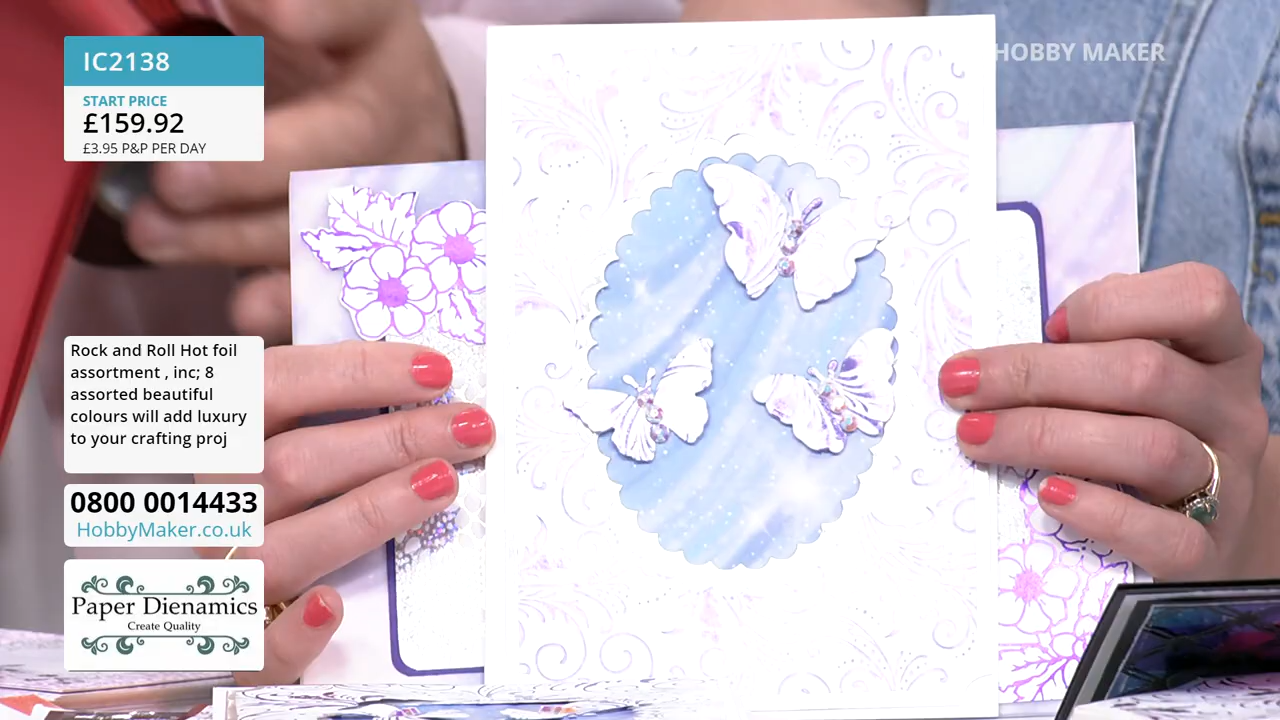 IC2138
START PRICE
£159.92
£3.95 P&P PER DAY
HOBBY MAKER
Rock and Roll Hot foil
assortment , inc; 8
assorted beautiful
colours will add luxury
to your crafting proj
0800 0014433
HobbyMaker.co.uk
Paper Dienamics
Create Quality